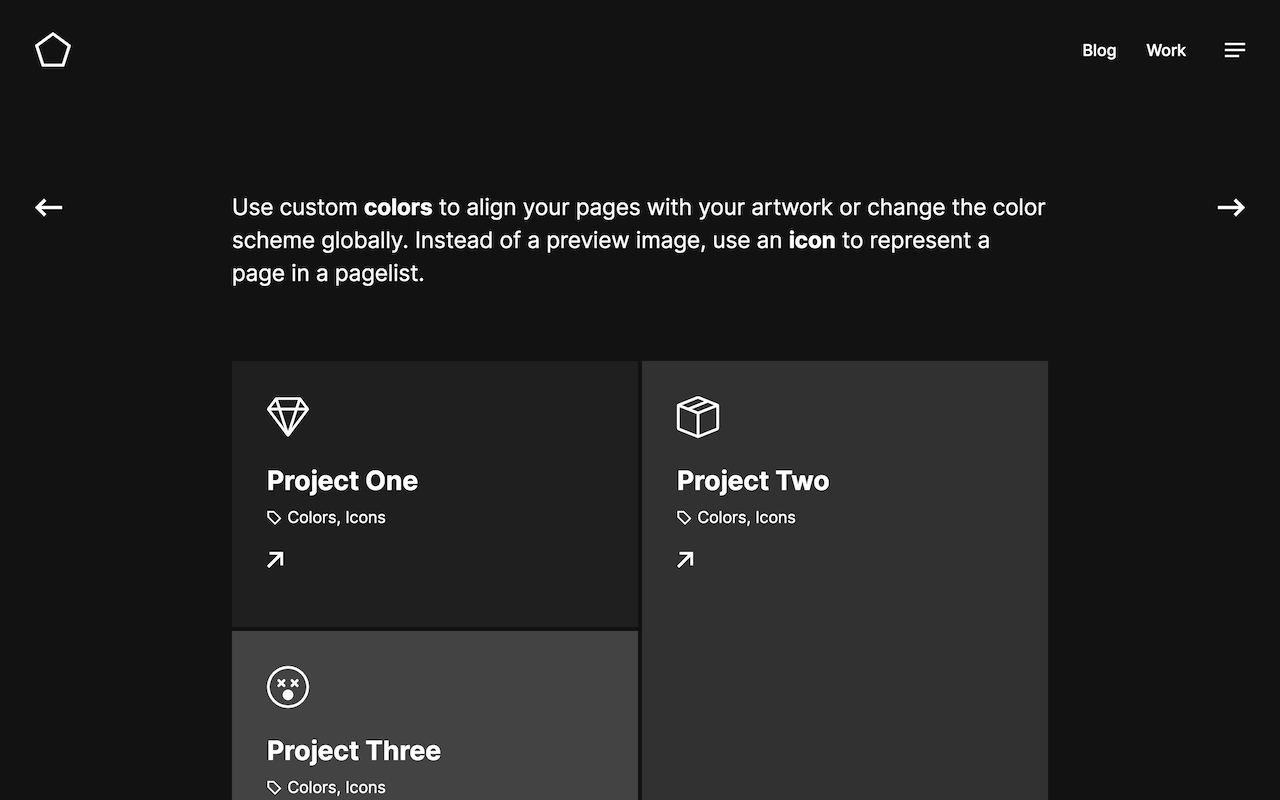 Blog
Work
Use custom colors to align your pages with your artwork or change the color
scheme globally. Instead of a preview image, use an icon to represent a
page in a pagelist.
Project One
Colors, Icons
Project Two
Colors, Icons
Project Three
Colors, Icons